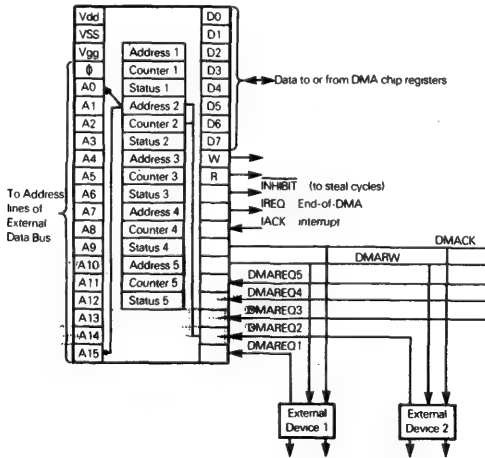 Vdd
VSS
Vgg
Φ
A0
A1
A2
A3
A4
A5
A6
A7
A8
A9
A10
A11
A12
A13
A14
A15
To Address
lines of
External
Data Bus
Address 1
Counter 1
Status 1
Address 2
Counter 2
Status 2
Address 3
Counter 3
Status 3
Address 4
Counter 4
Status 4
Address 5
Counter 5
Status 5
D0
D1
D2
D3
D4
D5
D6
D7
W
R
Data to or from DMA chip registers
INHIBIT (to steal cycles)
IREQ End-of-DMA
IACK interrupt
DMACK
DMARW
DMAREQ5
DMAREQ4
DMAREQ3
DMAREQ2
DMAREQ1
External
Device 1
External
Device 2